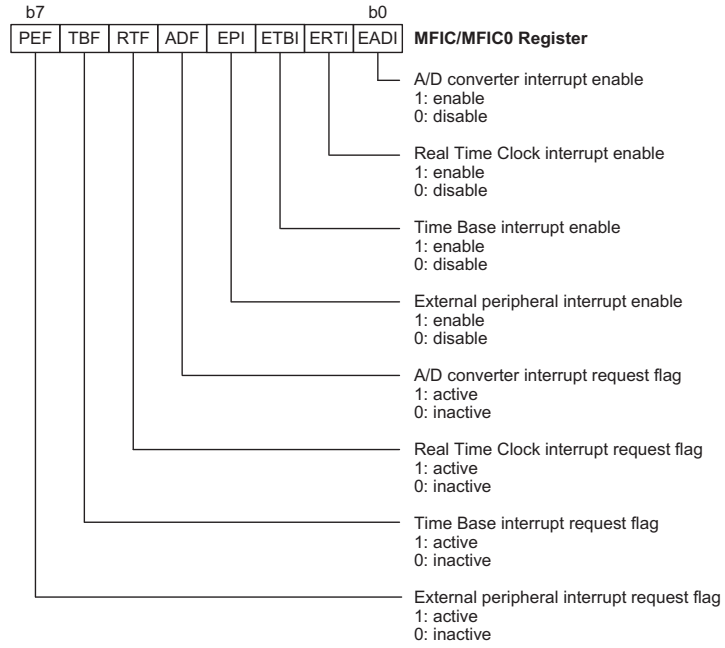 b7 b0
PEF TBF RTF ADF EPI ETBI ERTI EADI MFIC/MFIC0 Register
A/D converter interrupt enable
1: enable
0: disable
Real Time Clock interrupt enable
1: enable
0: disable
Time Base interrupt enable
1: enable
0: disable
External peripheral interrupt enable
1: enable
0: disable
A/D converter interrupt request flag
1: active
0: inactive
Real Time Clock interrupt request flag
1: active
0: inactive
Time Base interrupt request flag
1: active
0: inactive
External peripheral interrupt request flag
1: active
0: inactive